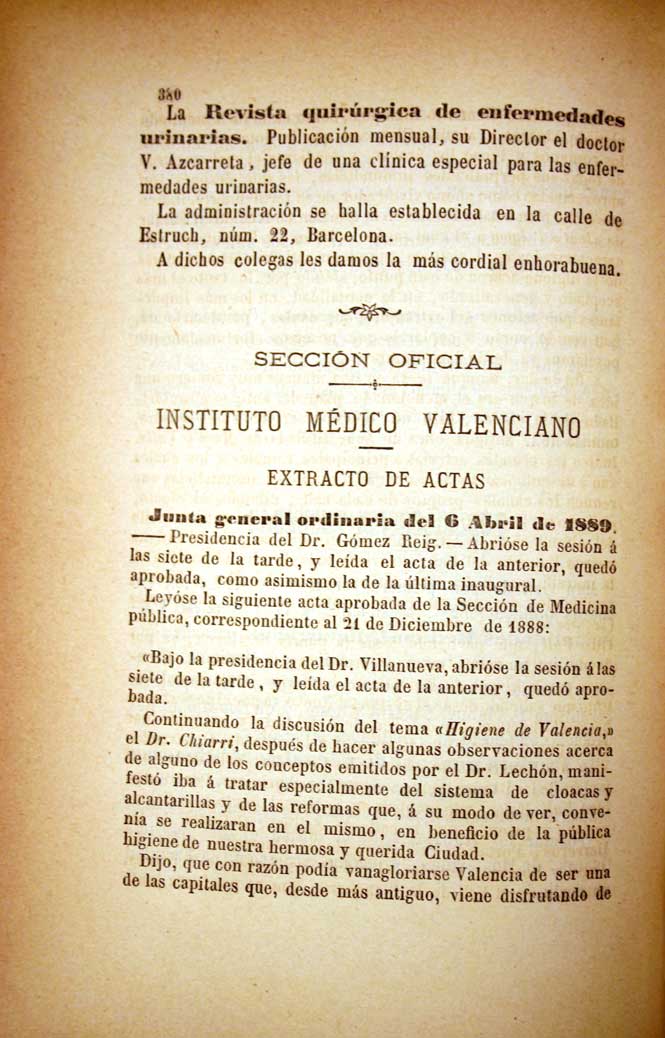 380
La Revista quirúrgica de enfermedades
urinarias. Publicación mensual, su Director el doctor
V. Azcarreta, jefe de una clínica especial para las enfer-
medades urinarias.
La administración se halla establecida en la calle de
Estruch, núm. 22, Barcelona.
A dichos colegas les damos la más cordial enhorabuena.
SECCIÓN OFICIAL
INSTITUTO MÉDICO VALENCIANO
EXTRACTO DE ACTAS
Junta general ordinaria del 6 Abril de 1889.
—Presidencia del Dr. Gómez Reig.—Abrióse la sesión á
las siete de la tarde, y leída el acta de la anterior, quedó
aprobada, como asimismo la de la última inaugural.
Leyóse la siguiente acta aprobada de la Sección de Medicina
pública, correspondiente al 21 de Diciembre de 1888:
«Bajo la presidencia del Dr. Villanueva, abrióse la sesión á las
siete de la tarde, y leída el acta de la anterior, quedó apro-
bada.
Continuando la discusión del tema «Higiene de Valencia,»
el Dr. Chiarri, después de hacer algunas observaciones acerca
de alguno de los conceptos emitidos por el Dr. Lechón, mani-
festó iba á tratar especialmente del sistema de cloacas y
alcantarillas y de las reformas que, á su modo de ver, conve-
nía se realizaran en el mismo, en beneficio de la pública
higiene de nuestra hermosa y querida Ciudad.
Dijo, que con razón podía vanagloriarse Valencia de ser una
de las capitales que, desde más antiguo, viene disfrutando de